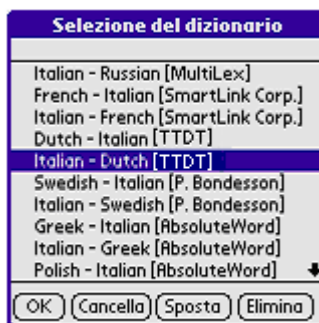 Selezione del dizionario
Italian - Russian [MultiLex]
French - Italian [SmartLink Corp.]
Italian - French [SmartLink Corp.]
Dutch - Italian [TTDT]
Italian - Dutch [TTDT]
Swedish - Italian [P. Bondesson]
Italian - Swedish [P. Bondesson]
Greek - Italian [AbsoluteWord]
Italian - Greek [AbsoluteWord]
Polish - Italian [AbsoluteWord]
OK Cancella Sposta Elimina